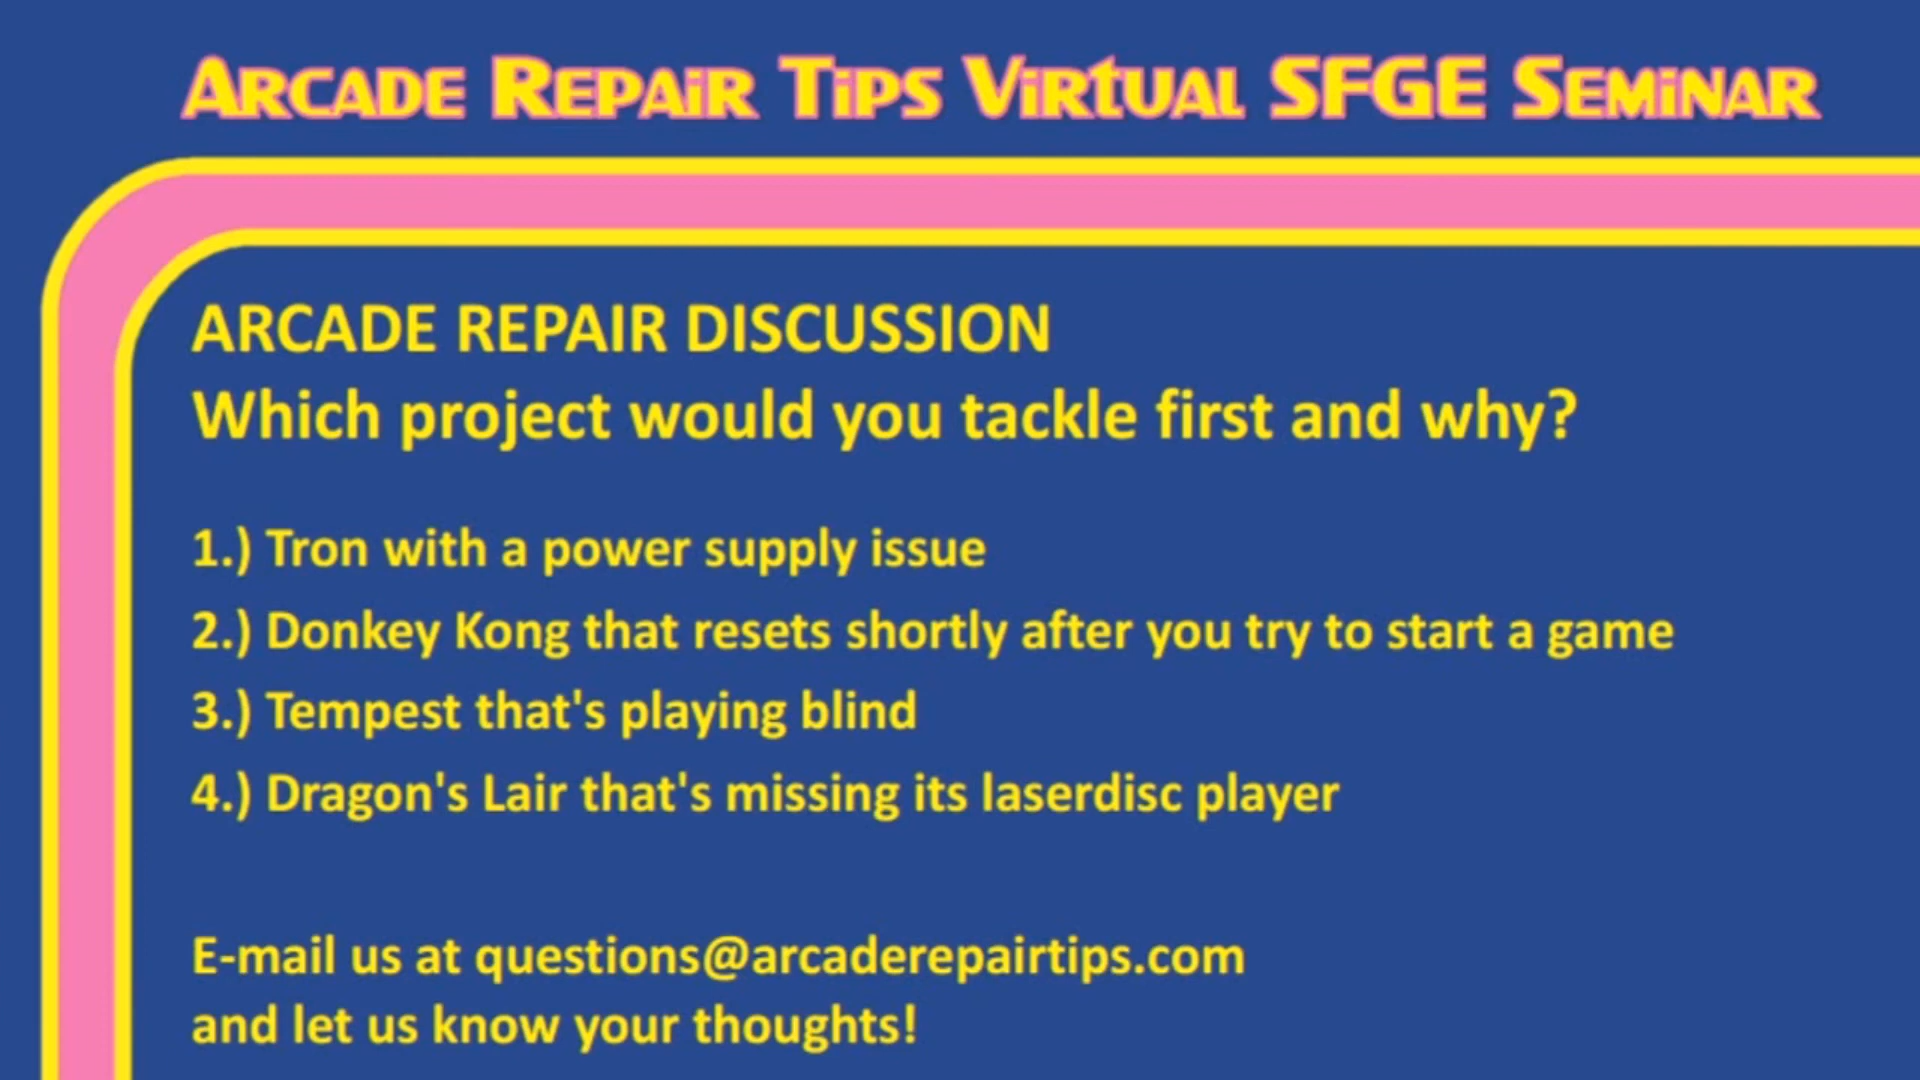 Arcade Repair Tips Virtual SFGE Seminar
ARCADE REPAIR DISCUSSION
Which project would you tackle first and why?
1.) Tron with a power supply issue
2.) Donkey Kong that resets shortly after you try to start a game
3.) Tempest that's playing blind
4.) Dragon's Lair that's missing its laserdisc player
E-mail us at questions@arcaderepairtips.com
and let us know your thoughts!